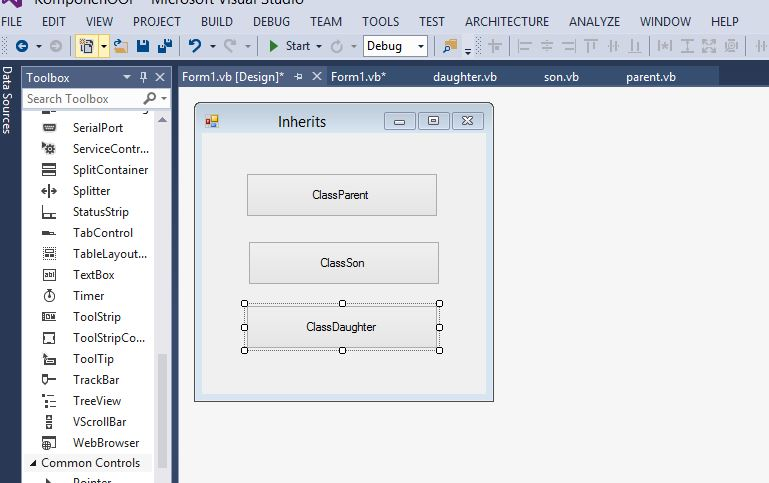 Microsoft Visual Studio
FILE EDIT VIEW PROJECT BUILD DEBUG TEAM TOOLS TEST ARCHITECTURE ANALYZE WINDOW HELP
Start Debug
Data Sources
Toolbox
Search Toolbox
SerialPort
ServiceContr...
SplitContainer
Splitter
StatusStrip
TabControl
TableLayout...
TextBox
Timer
ToolStrip
ToolStripCo...
ToolTip
TrackBar
TreeView
VScrollBar
WebBrowser
Common Controls
Pointer
Form1.vb [Design]* Form1.vb* daughter.vb son.vb parent.vb
Inherits
ClassParent
ClassSon
ClassDaughter